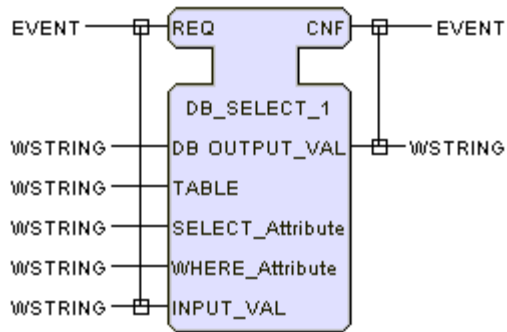 EVENT REQ CNF EVENT
DB_SELECT_1
WSTRING DB OUTPUT_VAL WSTRING
WSTRING TABLE
WSTRING SELECT_Attribute
WSTRING WHERE_Attribute
WSTRING INPUT_VAL